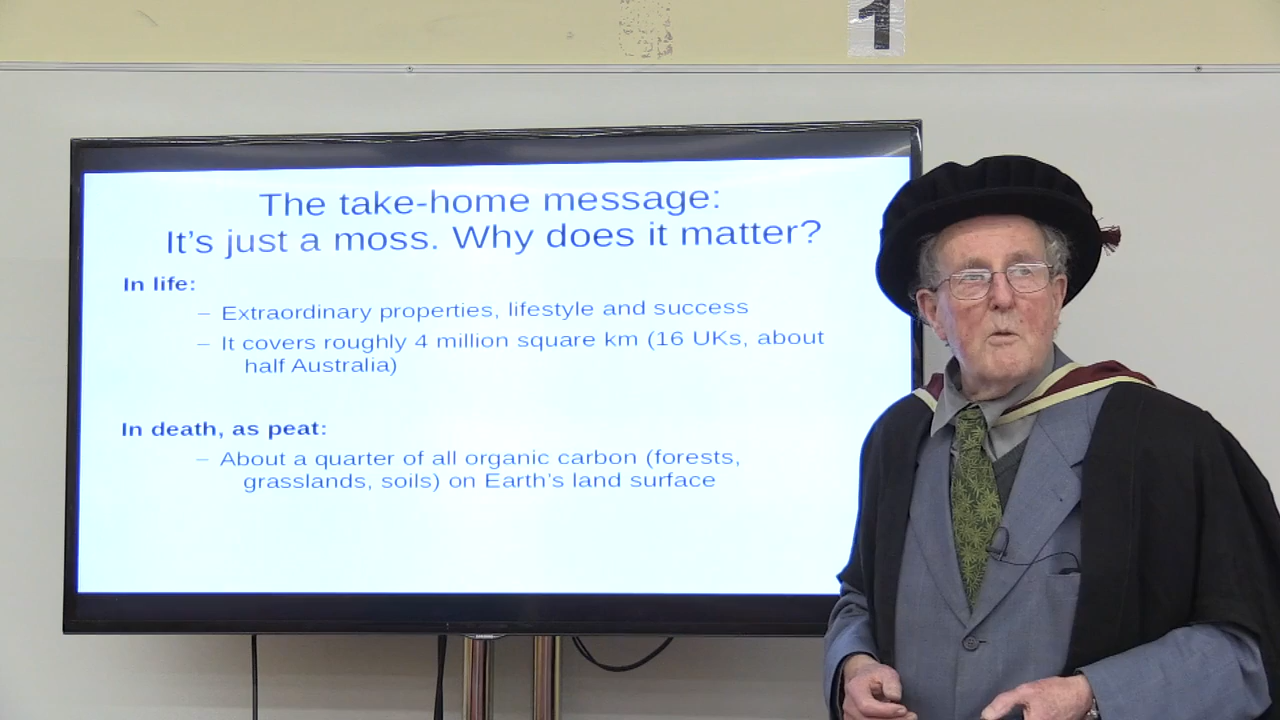 1
The take-home message:
It's just a moss. Why does it matter?
In life:
– Extraordinary properties, lifestyle and success
– It covers roughly 4 million square km (16 UKs, about
half Australia)
In death, as peat:
– About a quarter of all organic carbon (forests,
grasslands, soils) on Earth's land surface